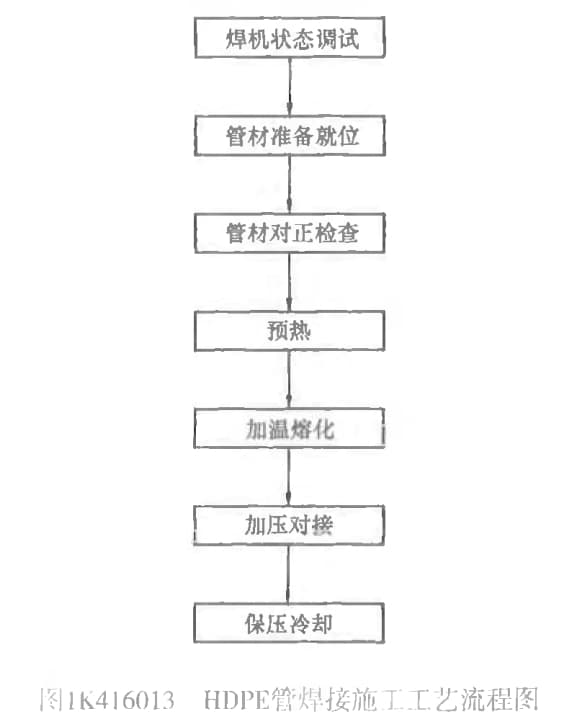 焊机状态调试
管材准备就位
管材对正检查
预热
加温熔化
加压对接
保压冷却
图1K416013 HDPE管焊接施工工艺流程图